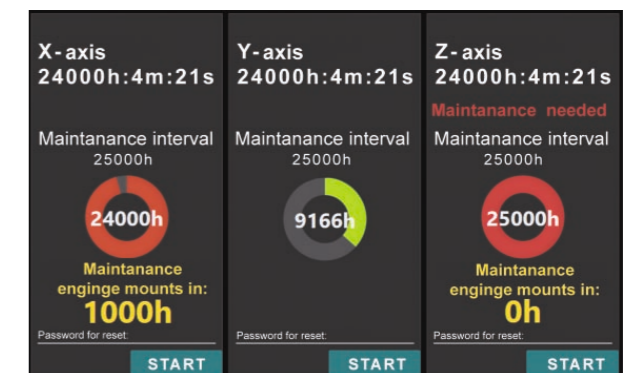 X-axis
24000h:4m:21s
Maintanance interval
25000h
24000h
Maintanance
enginge mounts in:
1000h
Password for reset:
START
Y-axis
24000h:4m:21s
Maintanance interval
25000h
9166h
Password for reset:
START
Z-axis
24000h:4m:21s
Maintanance needed
Maintanance interval
25000h
25000h
Maintanance
enginge mounts in:
0h
Password for reset:
START